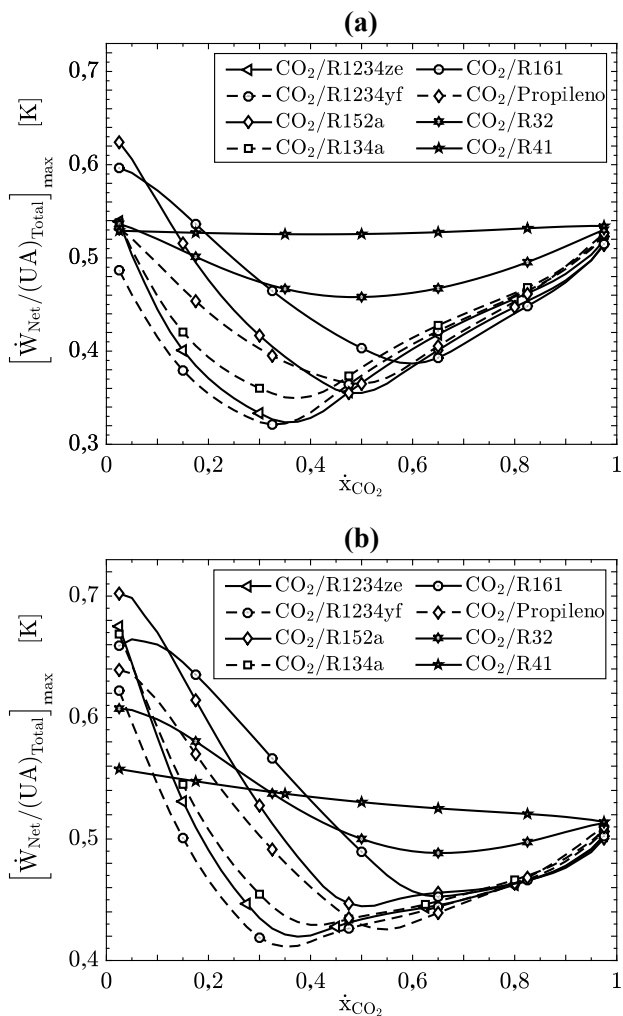 (a)
[Ẇ_Net/(UA)_Total]_max [K]
0,7
0,6
0,5
0,4
0,3
CO₂/R1234ze
CO₂/R1234yf
CO₂/R152a
CO₂/R134a
CO₂/R161
CO₂/Propileno
CO₂/R32
CO₂/R41
0 0,2 0,4 0,6 0,8 1
ẋ_CO₂
(b)
[Ẇ_Net/(UA)_Total]_max [K]
0,7
0,6
0,5
0,4
CO₂/R1234ze
CO₂/R1234yf
CO₂/R152a
CO₂/R134a
CO₂/R161
CO₂/Propileno
CO₂/R32
CO₂/R41
0 0,2 0,4 0,6 0,8 1
ẋ_CO₂